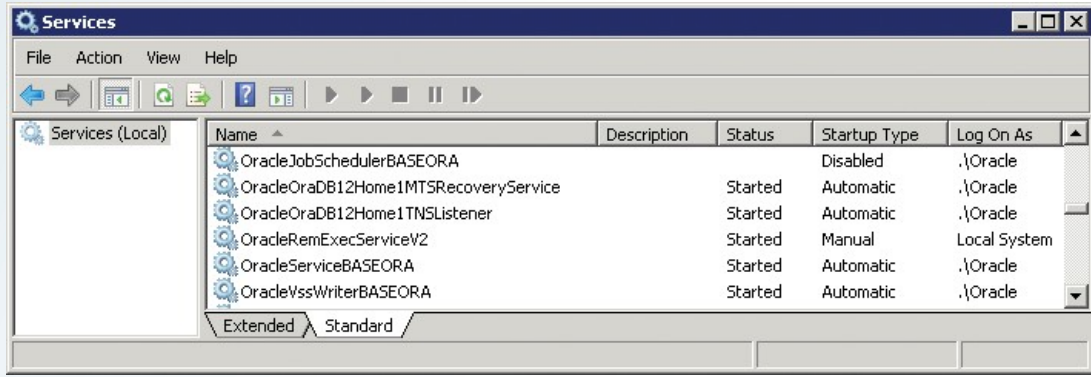 Services
File Action View Help
Services (Local)
Name Description Status Startup Type Log On As
OracleJobSchedulerBASEORA Disabled .\Oracle
OracleOraDB12Home1MTSRecoveryService Started Automatic .\Oracle
OracleOraDB12Home1TNSListener Started Automatic .\Oracle
OracleRemExecServiceV2 Started Manual Local System
OracleServiceBASEORA Started Automatic .\Oracle
OracleVssWriterBASEORA Started Automatic .\Oracle
Extended Standard